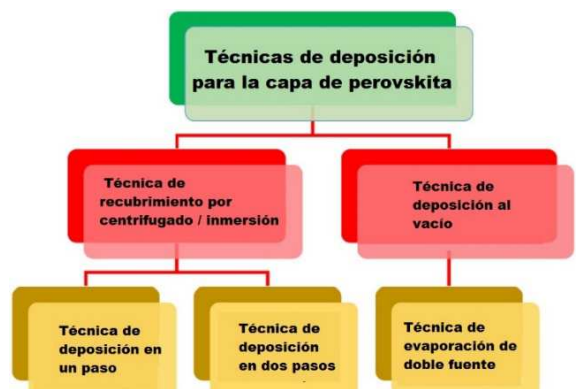 Técnicas de deposición
para la capa de perovskita
Técnica de
recubrimiento por
centrifugado / inmersión
Técnica de
deposición al
vacío
Técnica de
deposición en
un paso
Técnica de
deposición
en dos pasos
Técnica de
evaporación de
doble fuente